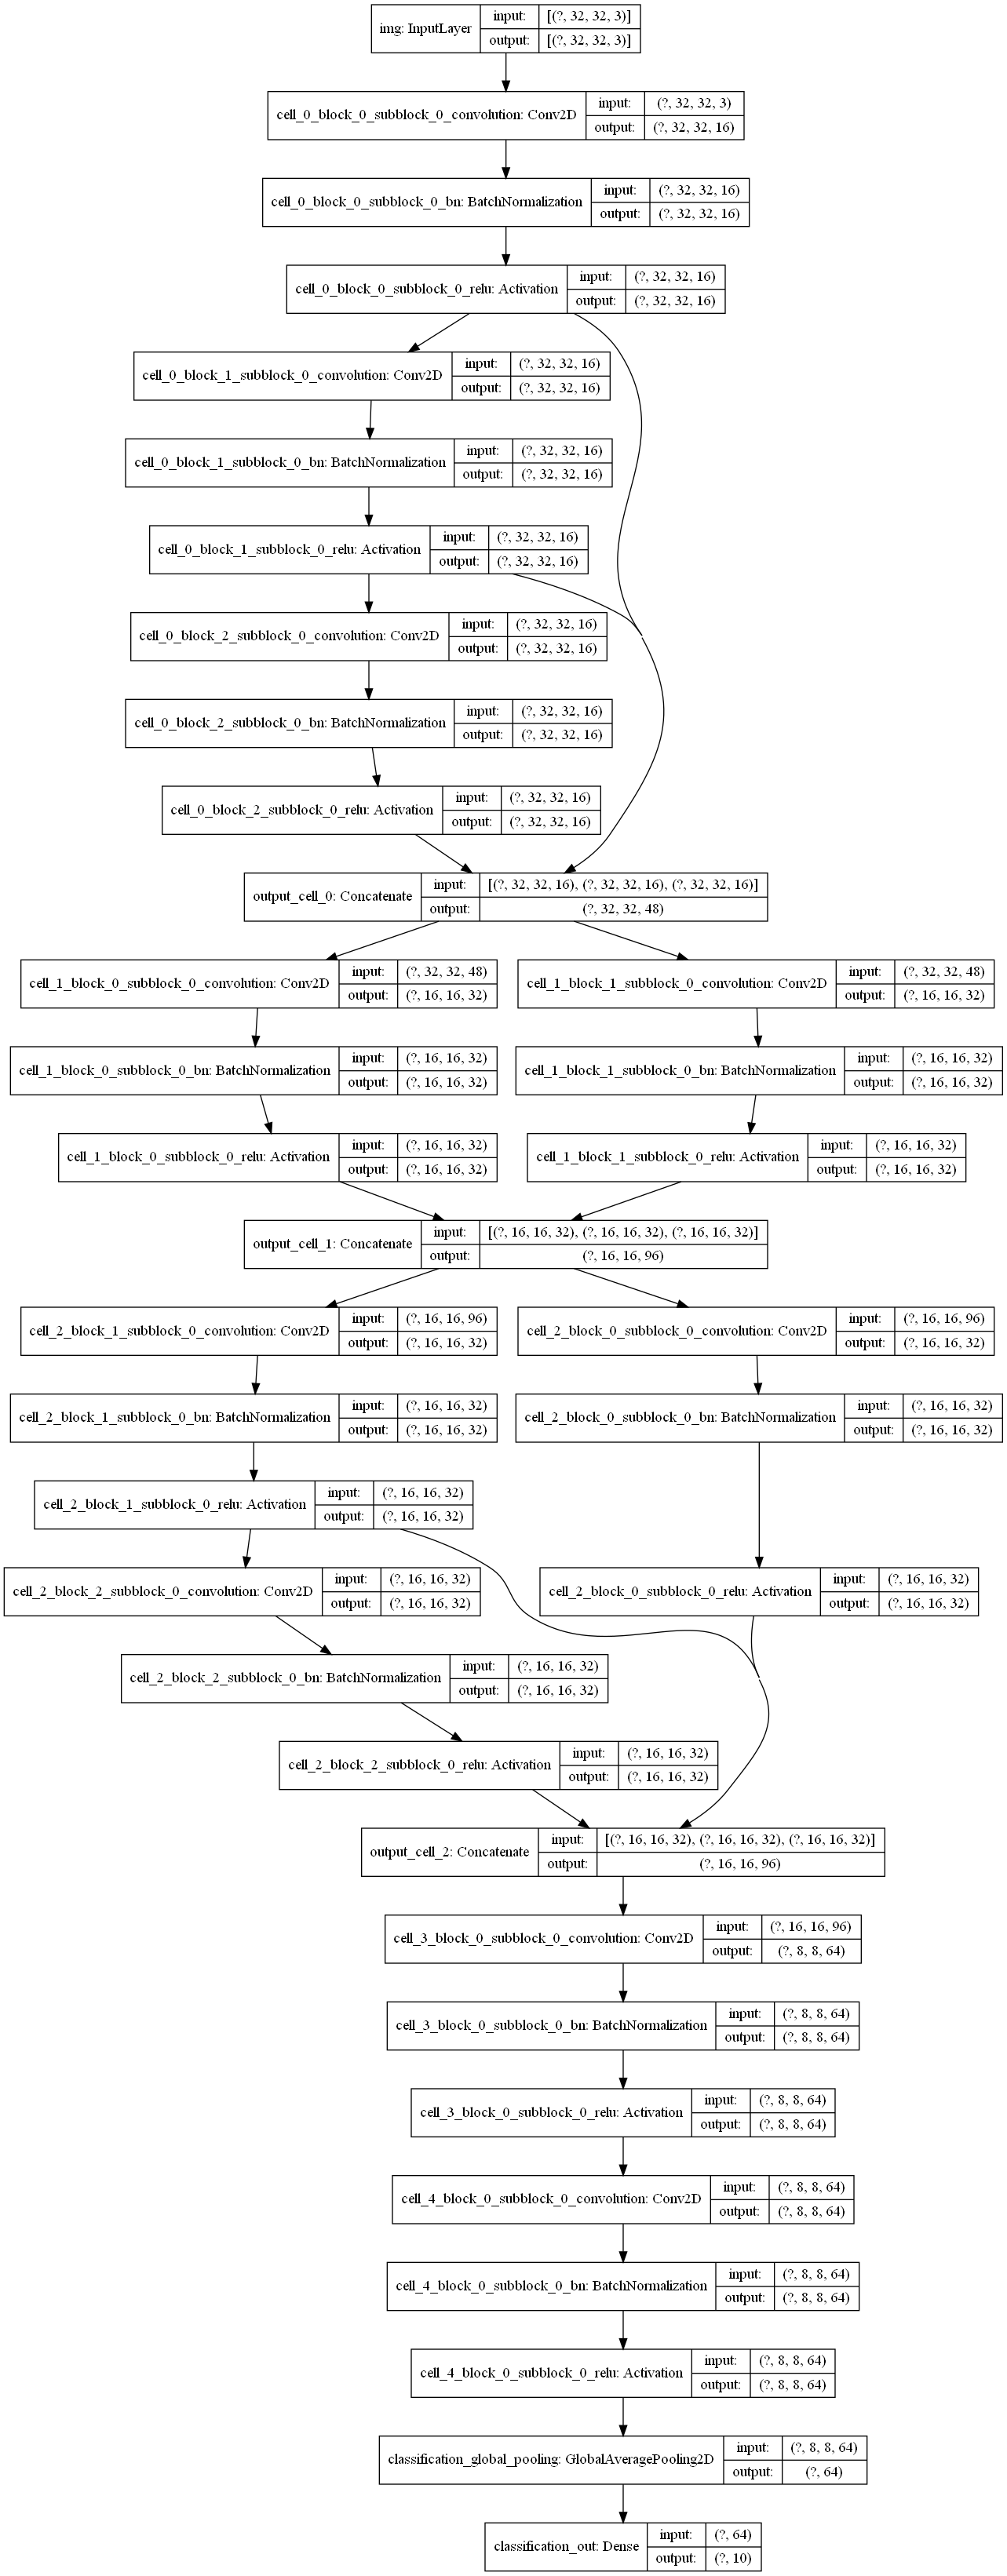 img: InputLayer
input: [(?, 32, 32, 3)]
output: [(?, 32, 32, 3)]
cell_0_block_0_subblock_0_convolution: Conv2D
input: (?, 32, 32, 3)
output: (?, 32, 32, 16)
cell_0_block_0_subblock_0_bn: BatchNormalization
input: (?, 32, 32, 16)
output: (?, 32, 32, 16)
cell_0_block_0_subblock_0_relu: Activation
input: (?, 32, 32, 16)
output: (?, 32, 32, 16)
cell_0_block_1_subblock_0_convolution: Conv2D
input: (?, 32, 32, 16)
output: (?, 32, 32, 16)
cell_0_block_1_subblock_0_bn: BatchNormalization
input: (?, 32, 32, 16)
output: (?, 32, 32, 16)
cell_0_block_1_subblock_0_relu: Activation
input: (?, 32, 32, 16)
output: (?, 32, 32, 16)
cell_0_block_2_subblock_0_convolution: Conv2D
input: (?, 32, 32, 16)
output: (?, 32, 32, 16)
cell_0_block_2_subblock_0_bn: BatchNormalization
input: (?, 32, 32, 16)
output: (?, 32, 32, 16)
cell_0_block_2_subblock_0_relu: Activation
input: (?, 32, 32, 16)
output: (?, 32, 32, 16)
output_cell_0: Concatenate
input: [(?, 32, 32, 16), (?, 32, 32, 16), (?, 32, 32, 16)]
output: (?, 32, 32, 48)
cell_1_block_0_subblock_0_convolution: Conv2D
input: (?, 32, 32, 48)
output: (?, 16, 16, 32)
cell_1_block_1_subblock_0_convolution: Conv2D
input: (?, 32, 32, 48)
output: (?, 16, 16, 32)
cell_1_block_0_subblock_0_bn: BatchNormalization
input: (?, 16, 16, 32)
output: (?, 16, 16, 32)
cell_1_block_1_subblock_0_bn: BatchNormalization
input: (?, 16, 16, 32)
output: (?, 16, 16, 32)
cell_1_block_0_subblock_0_relu: Activation
input: (?, 16, 16, 32)
output: (?, 16, 16, 32)
cell_1_block_1_subblock_0_relu: Activation
input: (?, 16, 16, 32)
output: (?, 16, 16, 32)
output_cell_1: Concatenate
input: [(?, 16, 16, 32), (?, 16, 16, 32), (?, 16, 16, 32)]
output: (?, 16, 16, 96)
cell_2_block_1_subblock_0_convolution: Conv2D
input: (?, 16, 16, 96)
output: (?, 16, 16, 32)
cell_2_block_0_subblock_0_convolution: Conv2D
input: (?, 16, 16, 96)
output: (?, 16, 16, 32)
cell_2_block_1_subblock_0_bn: BatchNormalization
input: (?, 16, 16, 32)
output: (?, 16, 16, 32)
cell_2_block_0_subblock_0_bn: BatchNormalization
input: (?, 16, 16, 32)
output: (?, 16, 16, 32)
cell_2_block_1_subblock_0_relu: Activation
input: (?, 16, 16, 32)
output: (?, 16, 16, 32)
cell_2_block_2_subblock_0_convolution: Conv2D
input: (?, 16, 16, 32)
output: (?, 16, 16, 32)
cell_2_block_0_subblock_0_relu: Activation
input: (?, 16, 16, 32)
output: (?, 16, 16, 32)
cell_2_block_2_subblock_0_bn: BatchNormalization
input: (?, 16, 16, 32)
output: (?, 16, 16, 32)
cell_2_block_2_subblock_0_relu: Activation
input: (?, 16, 16, 32)
output: (?, 16, 16, 32)
output_cell_2: Concatenate
input: [(?, 16, 16, 32), (?, 16, 16, 32), (?, 16, 16, 32)]
output: (?, 16, 16, 96)
cell_3_block_0_subblock_0_convolution: Conv2D
input: (?, 16, 16, 96)
output: (?, 8, 8, 64)
cell_3_block_0_subblock_0_bn: BatchNormalization
input: (?, 8, 8, 64)
output: (?, 8, 8, 64)
cell_3_block_0_subblock_0_relu: Activation
input: (?, 8, 8, 64)
output: (?, 8, 8, 64)
cell_4_block_0_subblock_0_convolution: Conv2D
input: (?, 8, 8, 64)
output: (?, 8, 8, 64)
cell_4_block_0_subblock_0_bn: BatchNormalization
input: (?, 8, 8, 64)
output: (?, 8, 8, 64)
cell_4_block_0_subblock_0_relu: Activation
input: (?, 8, 8, 64)
output: (?, 8, 8, 64)
classification_global_pooling: GlobalAveragePooling2D
input: (?, 8, 8, 64)
output: (?, 64)
classification_out: Dense
input: (?, 64)
output: (?, 10)